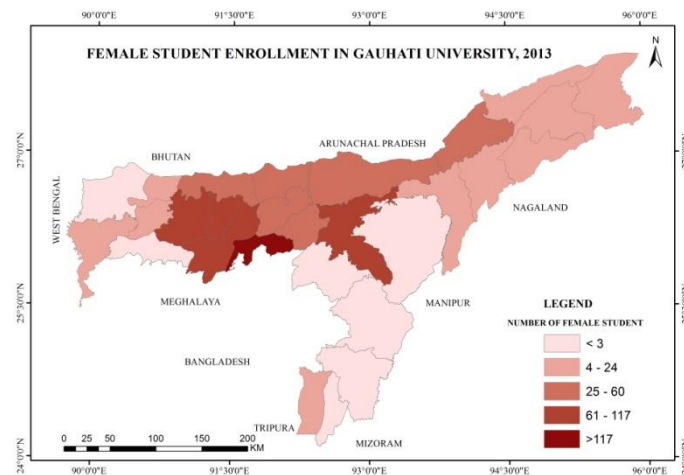 90°0'0"E 91°30'0"E 93°0'0"E 94°30'0"E 96°0'0"E
FEMALE STUDENT ENROLLMENT IN GAUHATI UNIVERSITY, 2013
N
ARUNACHAL PRADESH
27°0'0"N
BHUTAN
WEST BENGAL
NAGALAND
MEGHALAYA
MANIPUR
25°30'0"N
LEGEND
NUMBER OF FEMALE STUDENT
< 3
4 - 24
25 - 60
61 - 117
>117
BANGLADESH
TRIPURA
MIZORAM
0 25 50 100 150 200
KM
24°0'0"N
90°0'0"E 91°30'0"E 93°0'0"E 94°30'0"E 96°0'0"E